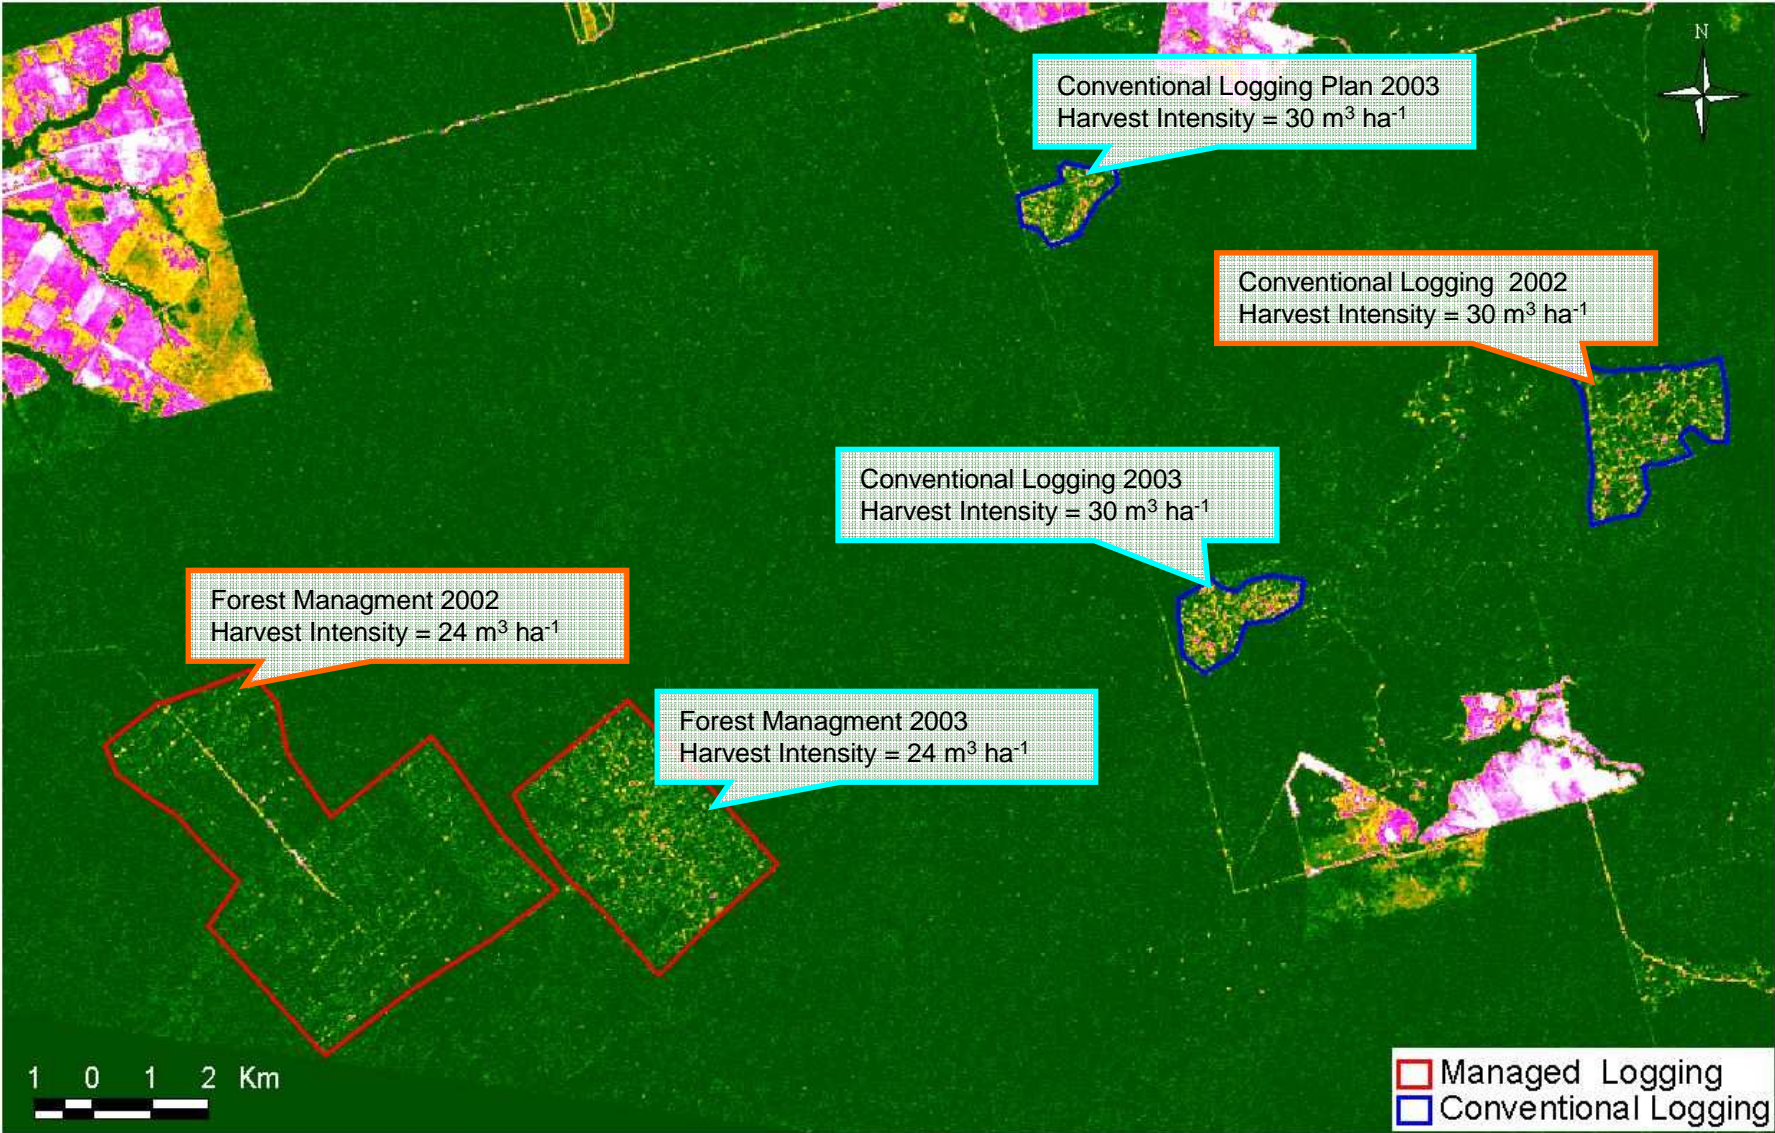 N
Conventional Logging Plan 2003
Harvest Intensity = 30 m³ ha⁻¹
Conventional Logging 2002
Harvest Intensity = 30 m³ ha⁻¹
Conventional Logging 2003
Harvest Intensity = 30 m³ ha⁻¹
Forest Managment 2002
Harvest Intensity = 24 m³ ha⁻¹
Forest Managment 2003
Harvest Intensity = 24 m³ ha⁻¹
1 0 1 2 Km
Managed Logging
Conventional Logging